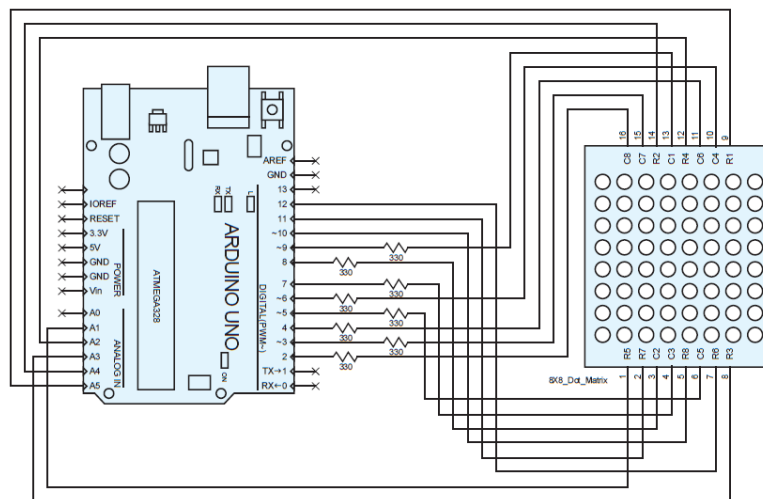 16 15 14 13 12 11 10 9
C8 C7 R2 C1 R4 C6 C4 R1
AREF
GND
13
IOREF
RESET
3.3V
5V
GND
GND
Vin
POWER
A0
A1
A2
A3
A4
A5
ANALOG IN
ATMEGA328
RX
TX
L
ARDUINO UNO
ON
DIGITAL(PWM~)
12
11
~10
~9
8
7
~6
~5
4
~3
2
TX→1
RX←0
330
330
330
330
330
330
330
330
R5 R7 C2 C3 R8 C5 R6 R3
1 2 3 4 5 6 7 8
8X8_Dot_Matrix